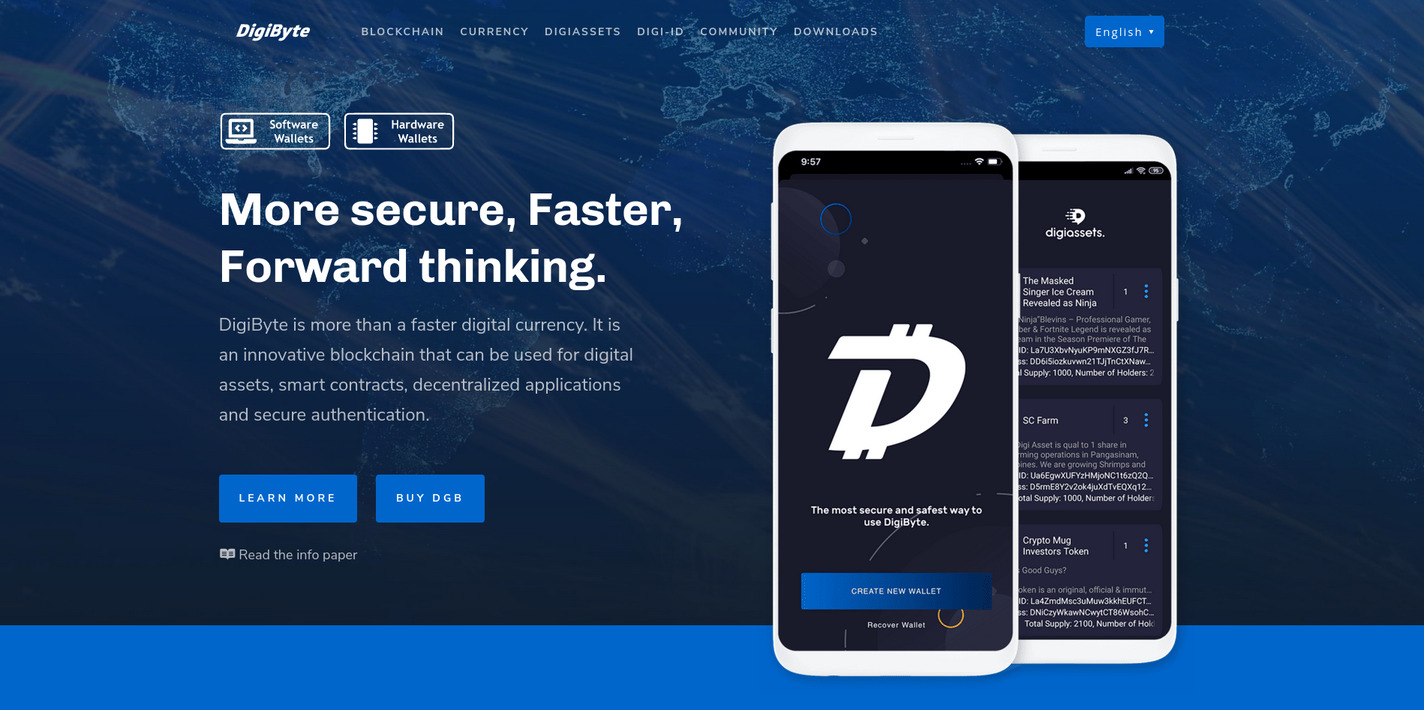 DigiByte
BLOCKCHAIN CURRENCY DIGIASSETS DIGI-ID COMMUNITY DOWNLOADS
English
Software
Wallets
Hardware
Wallets
More secure, Faster,
Forward thinking.
DigiByte is more than a faster digital currency. It is
an innovative blockchain that can be used for digital
assets, smart contracts, decentralized applications
and secure authentication.
LEARN MORE
BUY DGB
Read the info paper
9:57
The most secure and safest way to
use DigiByte.
CREATE NEW WALLET
Recover Wallet
digiassets.
The Masked
Singer Ice Cream
Revealed as Ninja
1
Ninja"Blevins – Professional Gamer,
ber & Fortnite Legend is revealed as
eam in the Season Premiere of The
ID: La7U3XbvNyuKP9mNXGZ3fJ7R...
ss: DD6i5iozkuvwn21TJjTnCtXNaw...
l Supply: 1000, Number of Holders: 2
SC Farm
3
Digi Asset is qual to 1 share in
rming operations in Pangasinam,
pines. We are growing Shrimps and
ID: Ua6EgwXUFYzHMjoNC1t6zQ2Q...
ss: D5rmE8Y2v2ok4juXdTvEQXq12...
otal Supply: 1000, Number of Holders
Crypto Mug
Investors Token
1
Good Guys?
oken is an original, official & immut...
ID: La4ZmdMsc3uMuw3kkhEUFCT...
ss: DNiCzyWkawNCwytCT86WsohC...
Total Supply: 2100, Number of Hold